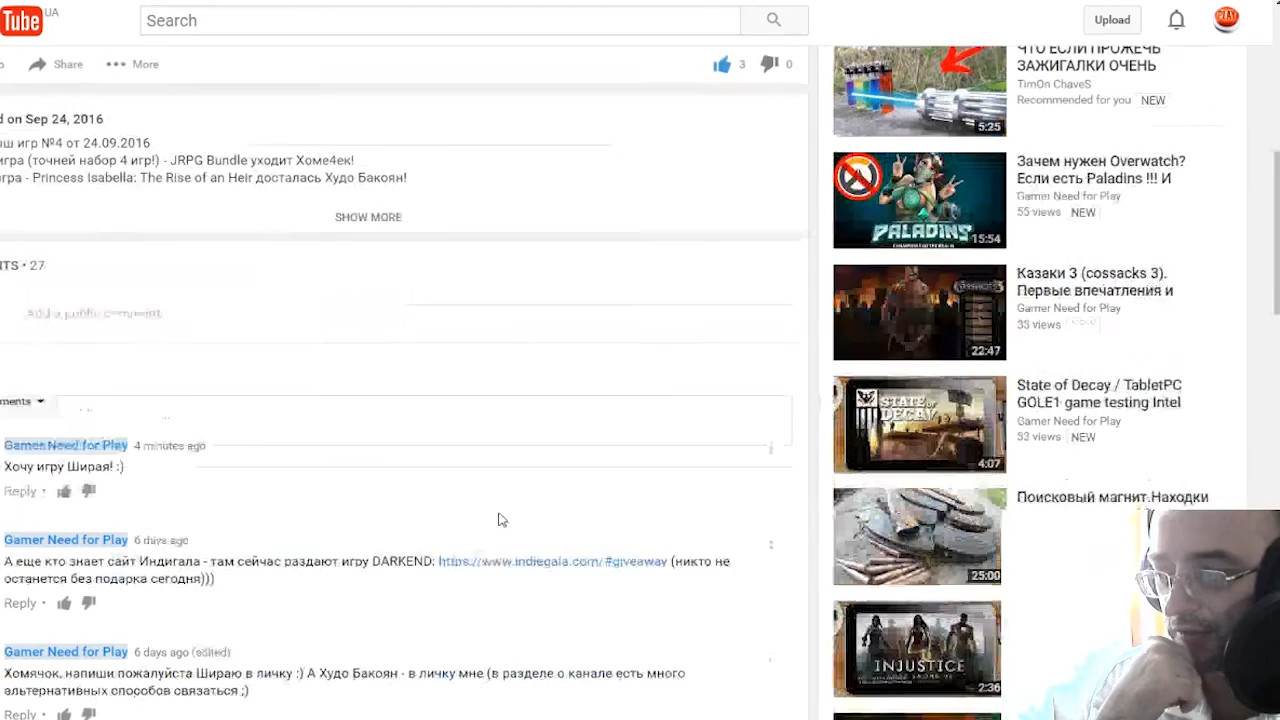 Tube UA
Search
Upload
PLAY
Share
More
3
0
d on Sep 24, 2016
ыш игр №4 от 24.09.2016
игра (точней набор 4 игр!) - JRPG Bundle уходит Хоме4ек!
игра - Princess Isabella: The Rise of an Heir досталась Худо Бакоян!
SHOW MORE
TS • 27
Add a public comment
ments
Gamer Need for Play 4 minutes ago
Хочу игру Ширая! :)
Reply •
Gamer Need for Play 6 days ago
А еще кто знает сайт Индигала - там сейчас раздают игру DARKEND: https://www.indiegala.com/#giveaway (никто не
останется без подарка сегодня)))
Reply •
Gamer Need for Play 6 days ago (edited)
Хомячок, напиши пожалуйста Шираю в личку :) А Худо Бакоян - в личку мне (в разделе о канале есть много
альтернативных способов связаться ;)
Reply •
ЧТО ЕСЛИ ПРОЖЕЧЬ
ЗАЖИГАЛКИ ОЧЕНЬ
TimOn ChaveS
Recommended for you NEW
5:25
Зачем нужен Overwatch?
Если есть Paladins !!! И
Gamer Need for Play
55 views NEW
PALADINS
15:54
Казаки 3 (cossacks 3).
Первые впечатления и
Gamer Need for Play
33 views
COSSACKS
22:47
State of Decay / TabletPC
GOLE1 game testing Intel
Gamer Need for Play
53 views NEW
STATE OF
DECAY
4:07
Поисковый магнит.Находки
25:00
INJUSTICE
2:36